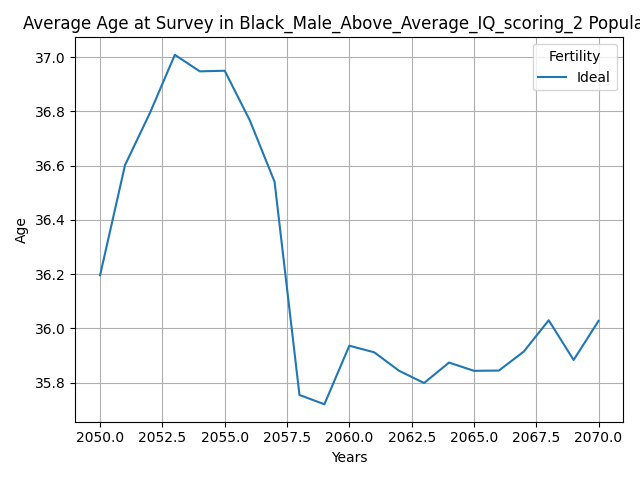 Average Age at Survey in Black_Male_Above_Average_IQ_scoring_2 Popula
Fertility
Ideal
37.0
36.8
36.6
36.4
36.2
36.0
35.8
Age
2050.0 2052.5 2055.0 2057.5 2060.0 2062.5 2065.0 2067.5 2070.0
Years